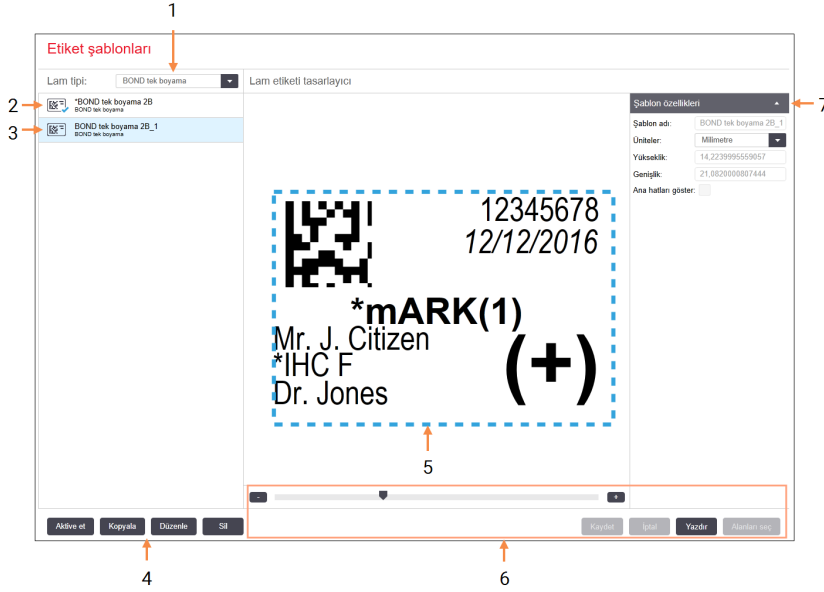 1
Etiket şablonları
Lam tipi:
BOND tek boyama
Lam etiketi tasarlayıcı
2
*BOND tek boyama 2B
BOND tek boyama
3
BOND tek boyama 2B_1
BOND tek boyama
Şablon özellikleri
7
Şablon adı:
BOND tek boyama 2B_1
Üniteler:
Milimetre
Yükseklik:
14,2239995559057
Genişlik:
21,0820000807444
Ana hatları göster:
12345678
12/12/2016
*mARK(1)
Mr. J. Citizen
*IHC F
Dr. Jones
(+)
5
-
+
Aktive et
Kopyala
Düzenle
Sil
Kaydet
İptal
Yazdır
Alanları seç
4
6